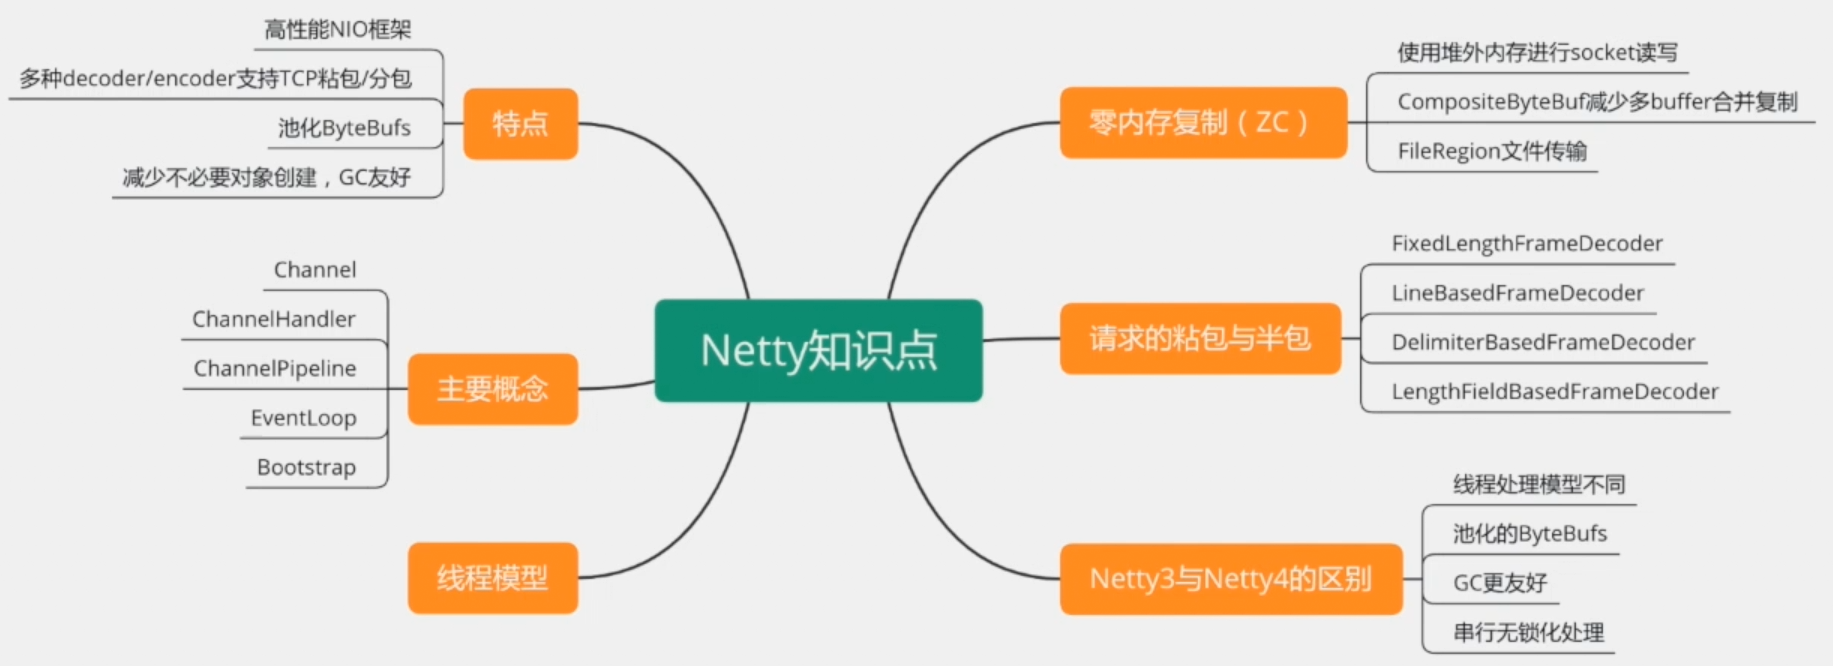 Netty知识点
特点
高性能NIO框架
多种decoder/encoder支持TCP粘包/分包
池化ByteBufs
减少不必要对象创建，GC友好
主要概念
Channel
ChannelHandler
ChannelPipeline
EventLoop
Bootstrap
线程模型
零内存复制（ZC）
使用堆外内存进行socket读写
CompositeByteBuf减少多buffer合并复制
FileRegion文件传输
请求的粘包与半包
FixedLengthFrameDecoder
LineBasedFrameDecoder
DelimiterBasedFrameDecoder
LengthFieldBasedFrameDecoder
Netty3与Netty4的区别
线程处理模型不同
池化的ByteBufs
GC更友好
串行无锁化处理